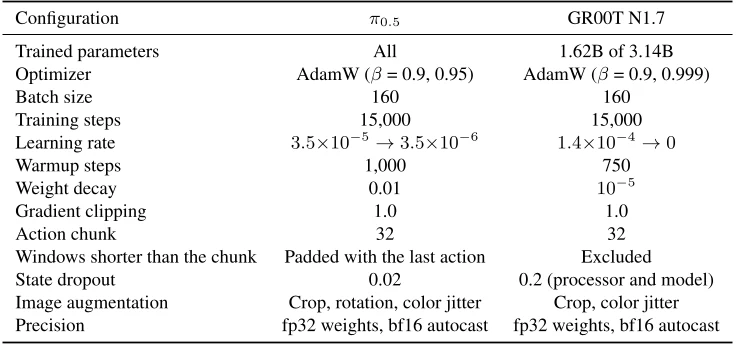 Configuration π0.5 GR00T N1.7
Trained parameters All 1.62B of 3.14B
Optimizer AdamW (β = 0.9, 0.95) AdamW (β = 0.9, 0.999)
Batch size 160 160
Training steps 15,000 15,000
Learning rate 3.5×10⁻⁵ → 3.5×10⁻⁶ 1.4×10⁻⁴ → 0
Warmup steps 1,000 750
Weight decay 0.01 10⁻⁵
Gradient clipping 1.0 1.0
Action chunk 32 32
Windows shorter than the chunk Padded with the last action Excluded
State dropout 0.02 0.2 (processor and model)
Image augmentation Crop, rotation, color jitter Crop, color jitter
Precision fp32 weights, bf16 autocast fp32 weights, bf16 autocast